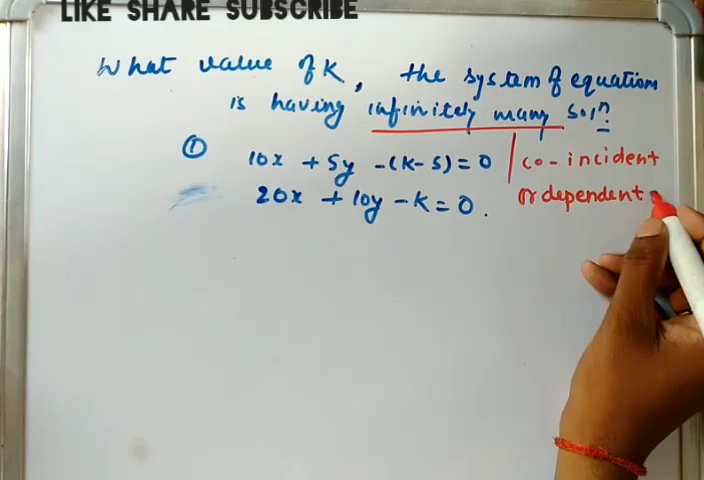 LIKE SHARE SUBSCRIBE
What value of K, the system of equations
is having infinitely many solⁿ.
① 10x + 5y - (k-5) = 0 | co-incident
20x + 10y - k = 0. or dependent